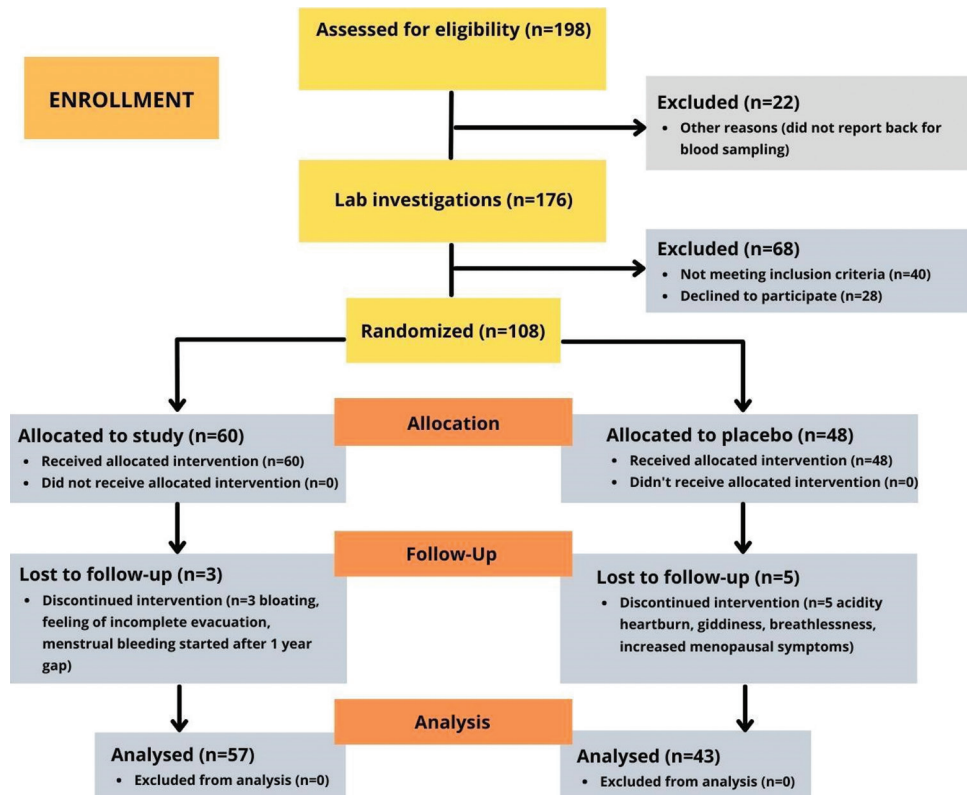 Assessed for eligibility (n=198)
ENROLLMENT
Excluded (n=22)
• Other reasons (did not report back for
blood sampling)
Lab investigations (n=176)
Excluded (n=68)
• Not meeting inclusion criteria (n=40)
• Declined to participate (n=28)
Randomized (n=108)
Allocation
Allocated to study (n=60)
• Received allocated intervention (n=60)
• Did not receive allocated intervention (n=0)
Allocated to placebo (n=48)
• Received allocated intervention (n=48)
• Didn't receive allocated intervention (n=0)
Follow-Up
Lost to follow-up (n=3)
• Discontinued intervention (n=3 bloating,
feeling of incomplete evacuation,
menstrual bleeding started after 1 year
gap)
Lost to follow-up (n=5)
• Discontinued intervention (n=5 acidity
heartburn, giddiness, breathlessness,
increased menopausal symptoms)
Analysis
Analysed (n=57)
• Excluded from analysis (n=0)
Analysed (n=43)
• Excluded from analysis (n=0)